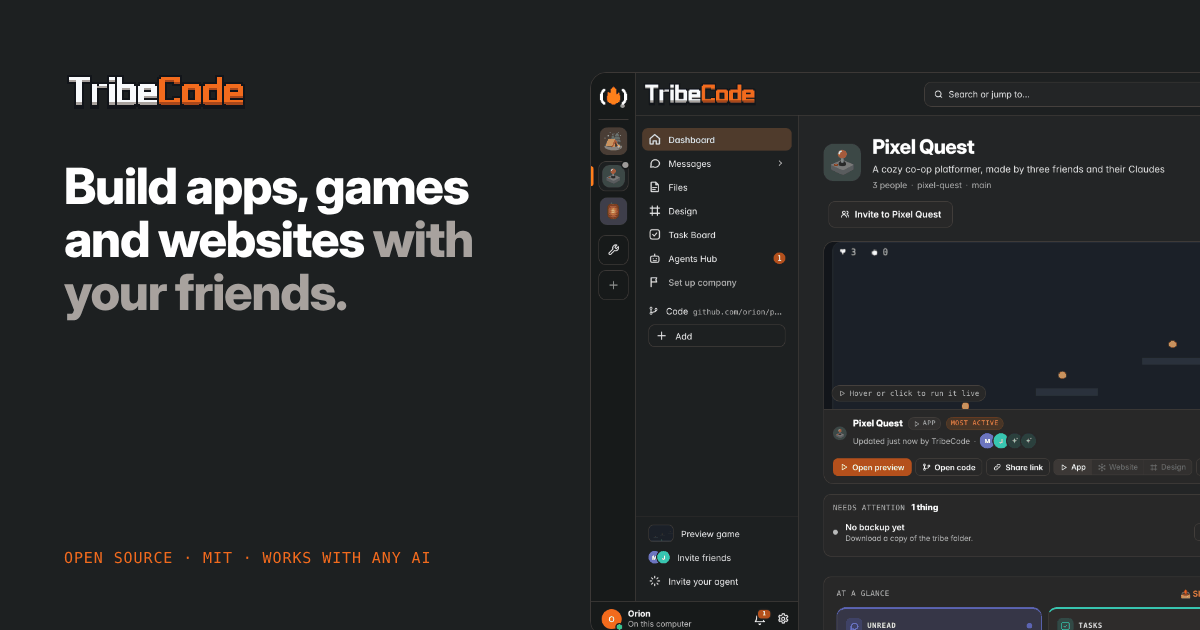 TribeCode
Build apps, games
and websites with
your friends.
OPEN SOURCE · MIT · WORKS WITH ANY AI
TribeCode
Search or jump to...
Dashboard
Messages
Files
Design
Task Board
Agents Hub
1
Set up company
Code github.com/orion/p...
Add
Preview game
M J
Invite friends
Invite your agent
O
Orion
On this computer
1
Pixel Quest
A cozy co-op platformer, made by three friends and their Claudes
3 people · pixel-quest · main
Invite to Pixel Quest
3 0
Hover or click to run it live
Pixel Quest APP MOST ACTIVE
Updated just now by TribeCode · M J
Open preview Open code Share link App Website Design
NEEDS ATTENTION 1 thing
No backup yet
Download a copy of the tribe folder.
AT A GLANCE
UNREAD
TASKS